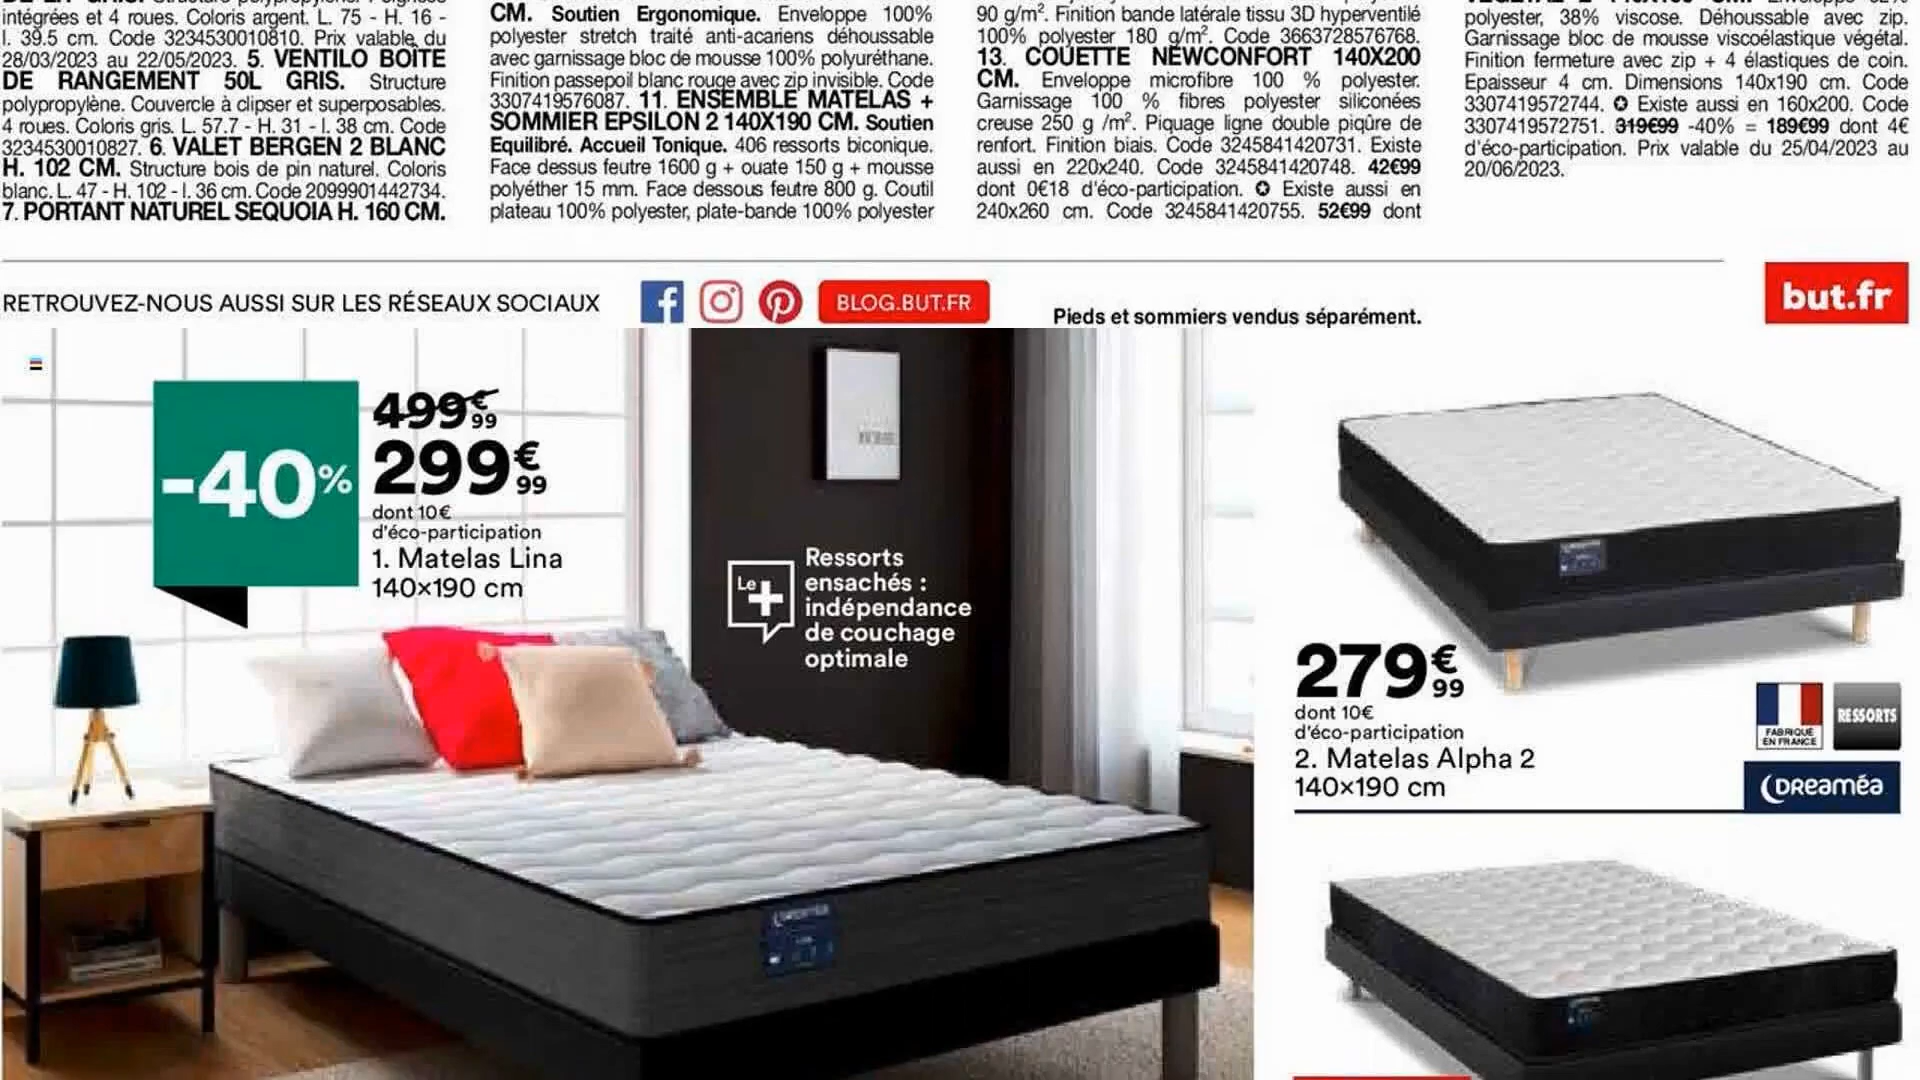 intégrées et 4 roues. Coloris argent. L. 75 - H. 16 -
l. 39.5 cm. Code 3234530010810. Prix valable du
28/03/2023 au 22/05/2023. 5. VENTILO BOÎTE
DE RANGEMENT 50L GRIS. Structure
polypropylène. Couvercle à clipser et superposables.
4 roues. Coloris gris. L. 57.7 - H. 31 - l. 38 cm. Code
3234530010827. 6. VALET BERGEN 2 BLANC
H. 102 CM. Structure bois de pin naturel. Coloris
blanc. L. 47 - H. 102 - l. 36 cm. Code 2099901442734.
7. PORTANT NATUREL SEQUOIA H. 160 CM.
CM. Soutien Ergonomique. Enveloppe 100%
polyester stretch traité anti-acariens déhoussable
avec garnissage bloc de mousse 100% polyuréthane.
Finition passepoil blanc rouge avec zip invisible. Code
3307419576087. 11. ENSEMBLE MATELAS +
SOMMIER EPSILON 2 140X190 CM. Soutien
Equilibré. Accueil Tonique. 406 ressorts biconique.
Face dessus feutre 1600 g + ouate 150 g + mousse
polyéther 15 mm. Face dessous feutre 800 g. Coutil
plateau 100% polyester, plate-bande 100% polyester
90 g/m². Finition bande latérale tissu 3D hyperventilé
100% polyester 180 g/m². Code 3663728576768.
13. COUETTE NEWCONFORT 140X200
CM. Enveloppe microfibre 100 % polyester.
Garnissage 100 % fibres polyester siliconées
creuse 250 g /m². Piquage ligne double piqûre de
renfort. Finition biais. Code 3245841420731. Existe
aussi en 220x240. Code 3245841420748. 42€99
dont 0€18 d'éco-participation. ✪ Existe aussi en
240x260 cm. Code 3245841420755. 52€99 dont
polyester, 38% viscose. Déhoussable avec zip.
Garnissage bloc de mousse viscoélastique végétal.
Finition fermeture avec zip + 4 élastiques de coin.
Epaisseur 4 cm. Dimensions 140x190 cm. Code
3307419572744. ✪ Existe aussi en 160x200. Code
3307419572751. 319€99 -40% = 189€99 dont 4€
d'éco-participation. Prix valable du 25/04/2023 au
20/06/2023.
RETROUVEZ-NOUS AUSSI SUR LES RÉSEAUX SOCIAUX
BLOG.BUT.FR
Pieds et sommiers vendus séparément.
but.fr
-40%
499€99
299€99
dont 10€
d'éco-participation
1. Matelas Lina
140×190 cm
Le +
Ressorts
ensachés :
indépendance
de couchage
optimale
279€99
dont 10€
d'éco-participation
2. Matelas Alpha 2
140×190 cm
FABRIQUÉ
EN FRANCE
RESSORTS
DREAMÉA